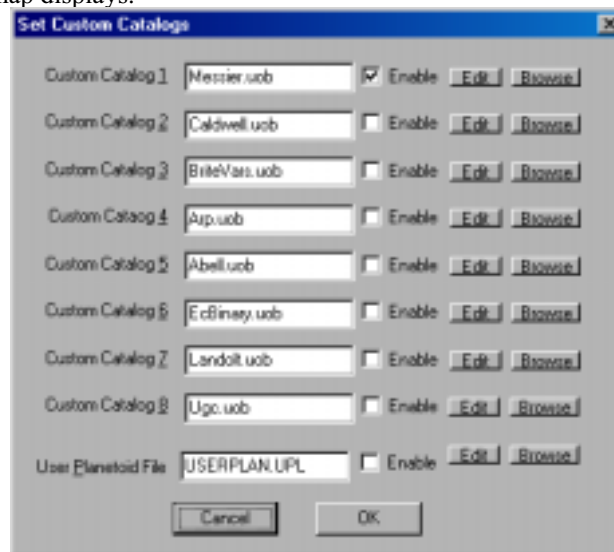 map displays.
Set Custom Catalogs
Custom Catalog 1 Messier.uob Enable Edit Browse
Custom Catalog 2 Caldwell.uob Enable Edit Browse
Custom Catalog 3 BriteVars.uob Enable Edit Browse
Custom Cataog 4 Arp.uob Enable Edit Browse
Custom Catalog 5 Abell.uob Enable Edit Browse
Custom Catalog 6 EcBinary.uob Enable Edit Browse
Custom Catalog 7 Landolt.uob Enable Edit Browse
Custom Catalog 8 Ugc.uob Enable Edit Browse
User Planetoid File USERPLAN.UPL Enable Edit Browse
Cancel OK